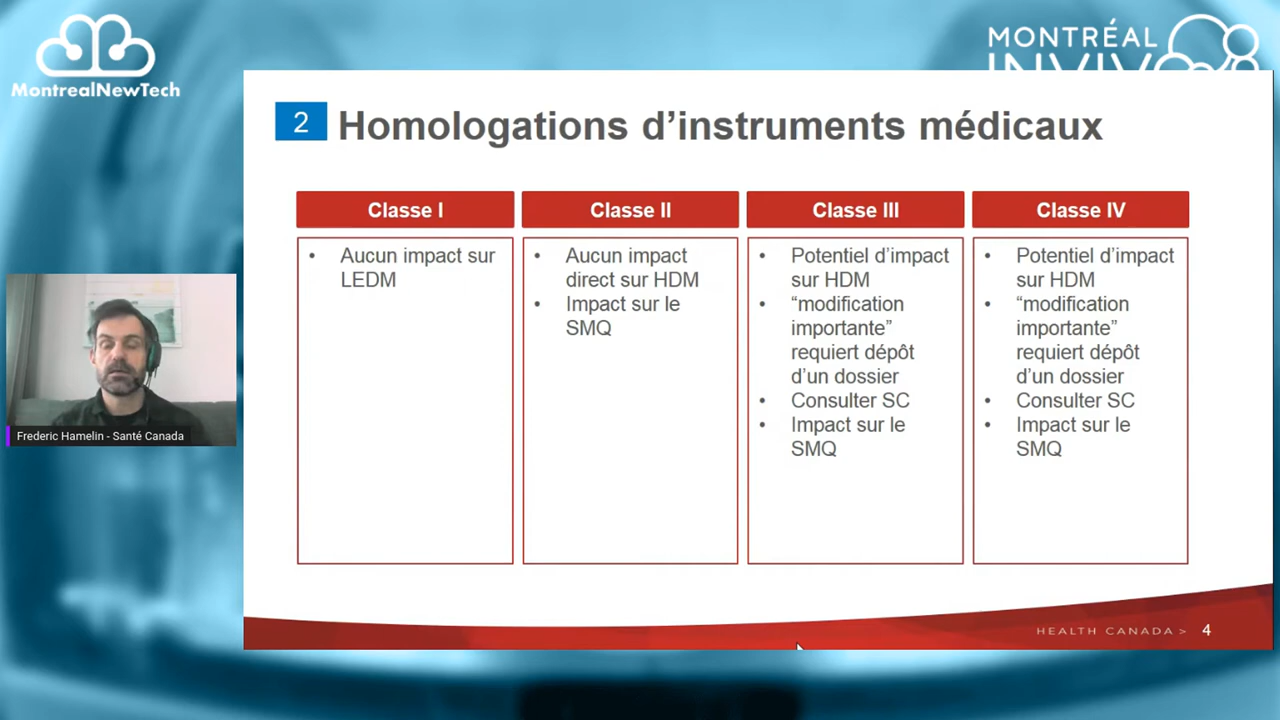 MontrealNewTech
MONTRÉAL
INVIVO
2
Homologations d’instruments médicaux
Classe I
• Aucun impact sur
LEDM
Classe II
• Aucun impact
direct sur HDM
• Impact sur le
SMQ
Classe III
• Potentiel d’impact
sur HDM
• “modification
importante”
requiert dépôt
d’un dossier
• Consulter SC
• Impact sur le
SMQ
Classe IV
• Potentiel d’impact
sur HDM
• “modification
importante”
requiert dépôt
d’un dossier
• Consulter SC
• Impact sur le
SMQ
Frederic Hamelin - Santé Canada
HEALTH CANADA >
4